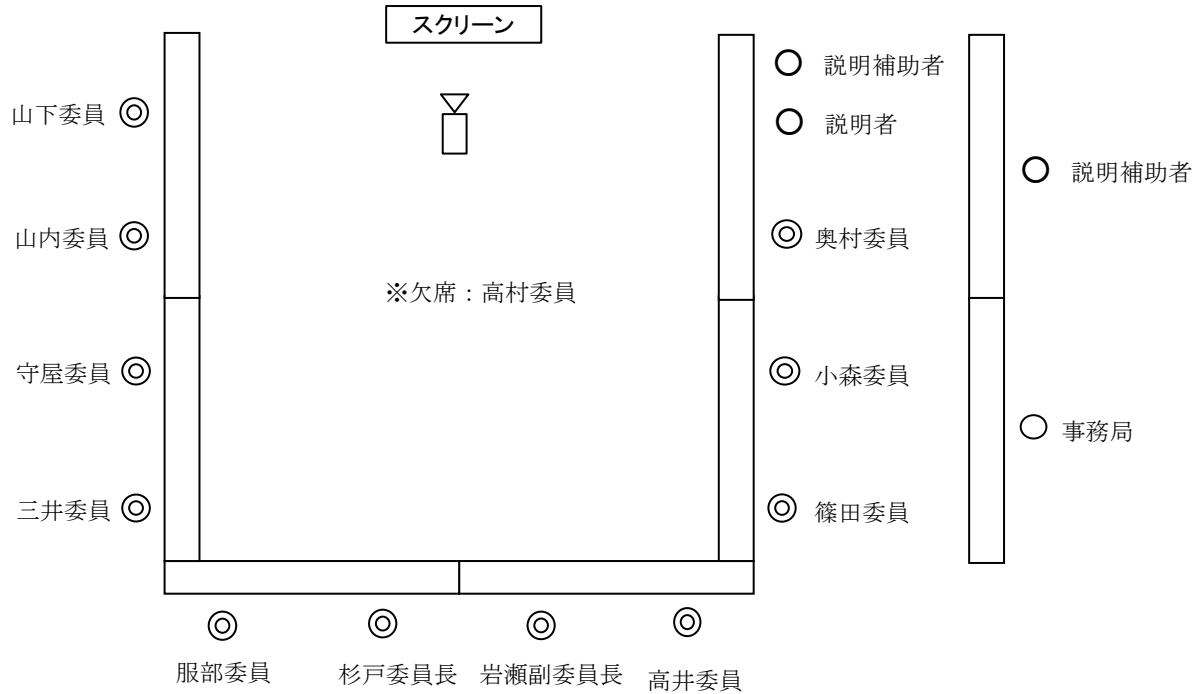 スクリーン
説明補助者
山下委員
説明者
説明補助者
山内委員
奥村委員
※欠席：高村委員
守屋委員
小森委員
事務局
三井委員
篠田委員
服部委員
杉戸委員長
岩瀬副委員長
高井委員